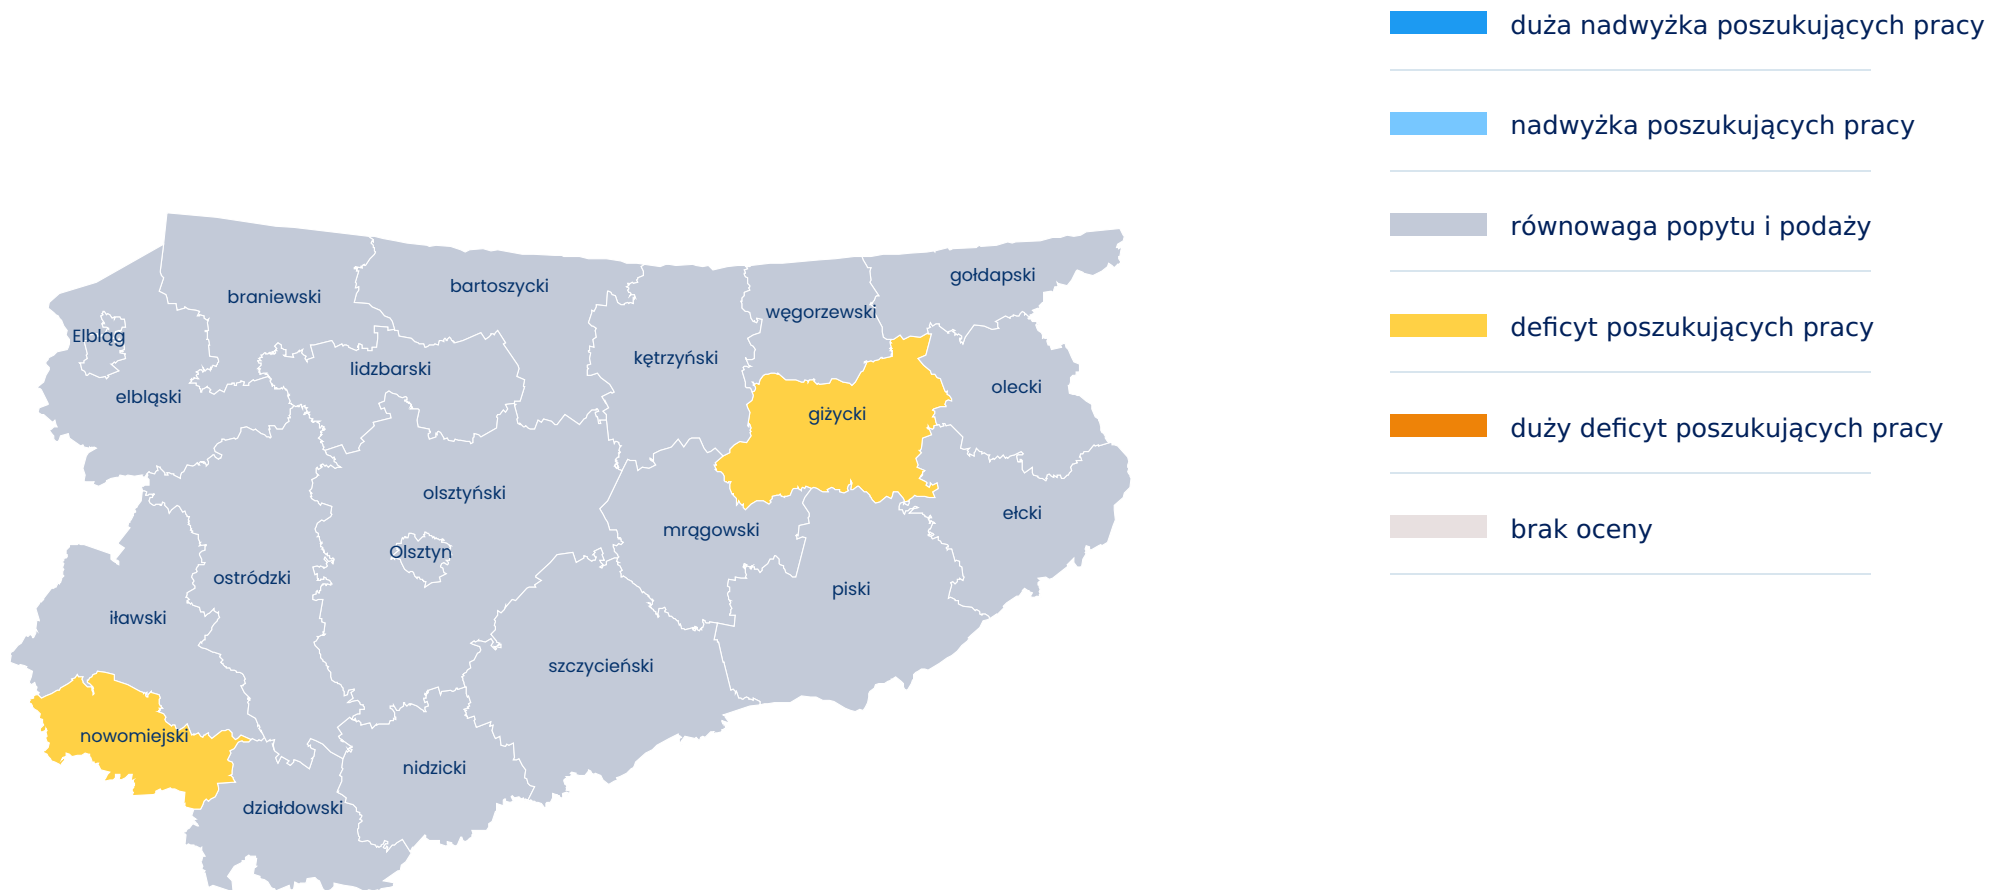 duża nadwyżka poszukujących pracy
nadwyżka poszukujących pracy
równowaga popytu i podaży
deficyt poszukujących pracy
duży deficyt poszukujących pracy
brak oceny
gołdapski
bartoszycki
braniewski
węgorzewski
Elbląg
kętrzyński
lidzbarski
olecki
elbląski
giżycki
olsztyński
ełcki
mrągowski
Olsztyn
ostródzki
piski
iławski
szczycieński
nowomiejski
nidzicki
działdowski